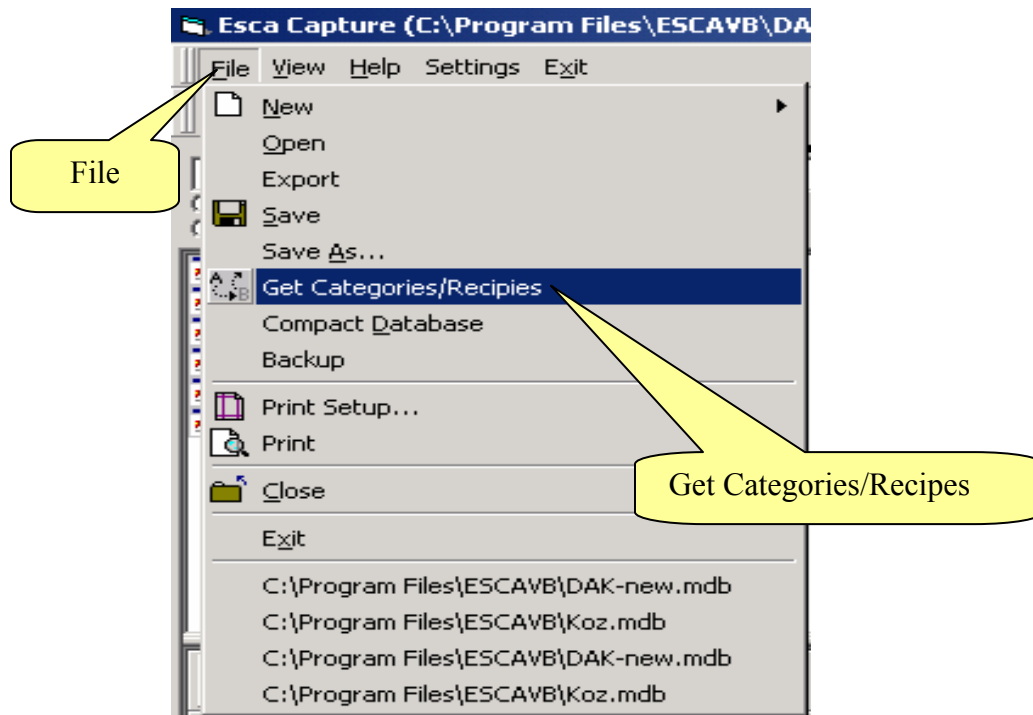 Esca Capture (C:\Program Files\ESCAVB\DA
File View Help Settings Exit
File
New
Open
Export
Save
Save As...
A B Get Categories/Recipies
Compact Database
Backup
Print Setup...
Print
Get Categories/Recipes
Close
Exit
C:\Program Files\ESCAVB\DAK-new.mdb
C:\Program Files\ESCAVB\Koz.mdb
C:\Program Files\ESCAVB\DAK-new.mdb
C:\Program Files\ESCAVB\Koz.mdb